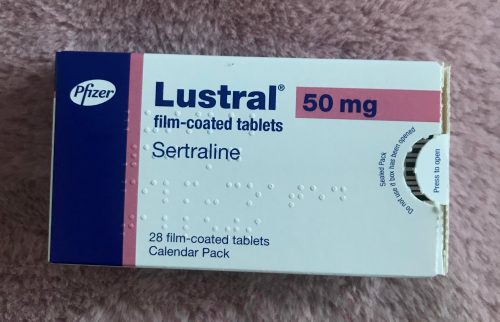 Pfizer
Lustral® 50 mg
film-coated tablets
Sertraline
28 film-coated tablets
Calendar Pack
Sealed Pack
Do not use if box has been opened
Press to open